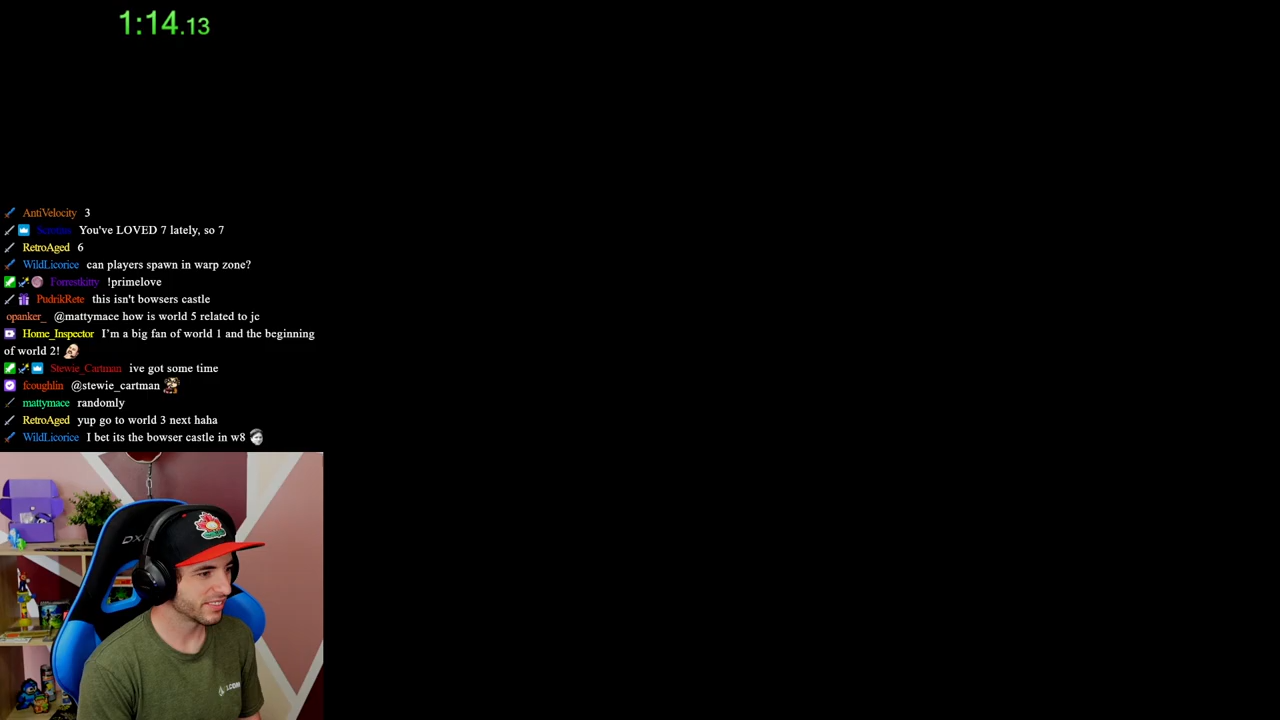 1:14.13
AntiVelocity 3
You've LOVED 7 lately, so 7
RetroAged 6
WildLicorice can players spawn in warp zone?
Forrestkitty !primelove
PudrikRete this isn't bowsers castle
opanker_ @mattymace how is world 5 related to jc
Home_Inspector I'm a big fan of world 1 and the beginning
of world 2!
Stewie_Cartman ive got some time
fcoughlin @stewie_cartman
mattymace randomly
RetroAged yup go to world 3 next haha
WildLicorice I bet its the bowser castle in w8